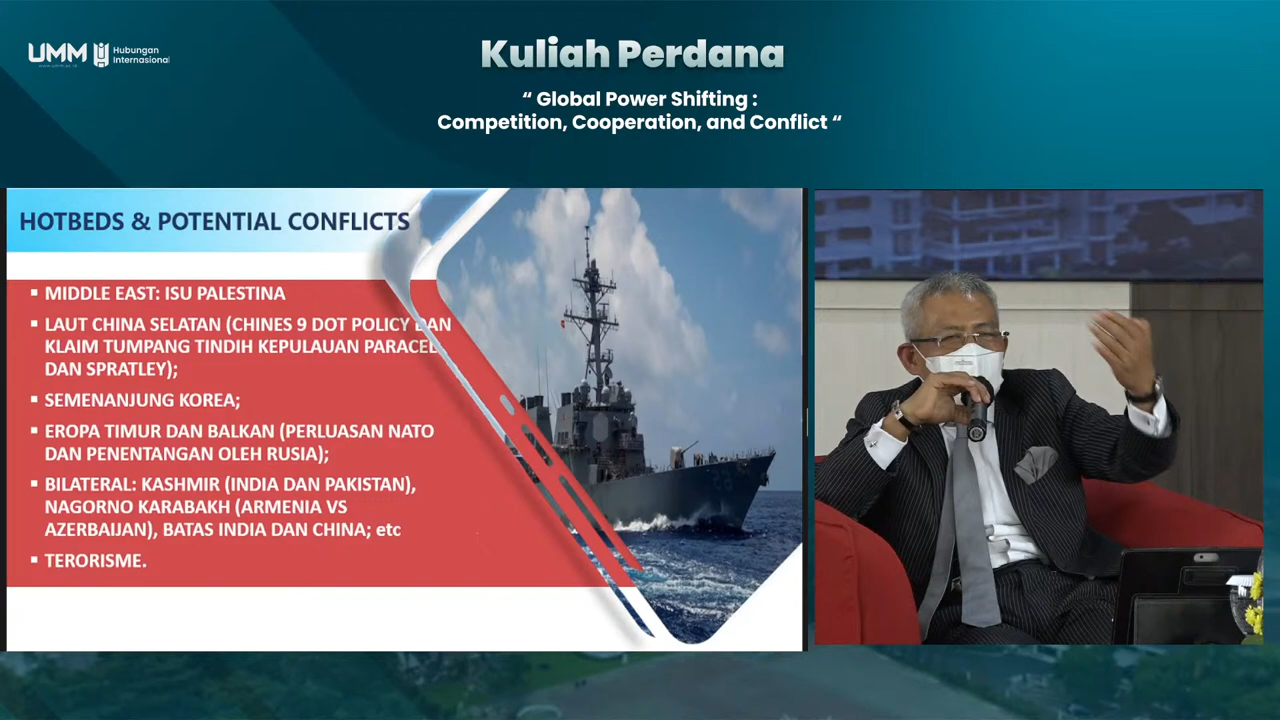 UMM
Hubungan
Internasional
Kuliah Perdana
“ Global Power Shifting :
Competition, Cooperation, and Conflict “
HOTBEDS & POTENTIAL CONFLICTS
▪ MIDDLE EAST: ISU PALESTINA
▪ LAUT CHINA SELATAN (CHINES 9 DOT POLICY DAN
KLAIM TUMPANG TINDIH KEPULAUAN PARACEL
DAN SPRATLEY);
▪ SEMENANJUNG KOREA;
▪ EROPA TIMUR DAN BALKAN (PERLUASAN NATO
DAN PENENTANGAN OLEH RUSIA);
▪ BILATERAL: KASHMIR (INDIA DAN PAKISTAN),
NAGORNO KARABAKH (ARMENIA VS
AZERBAIJAN), BATAS INDIA DAN CHINA; etc
▪ TERORISME.